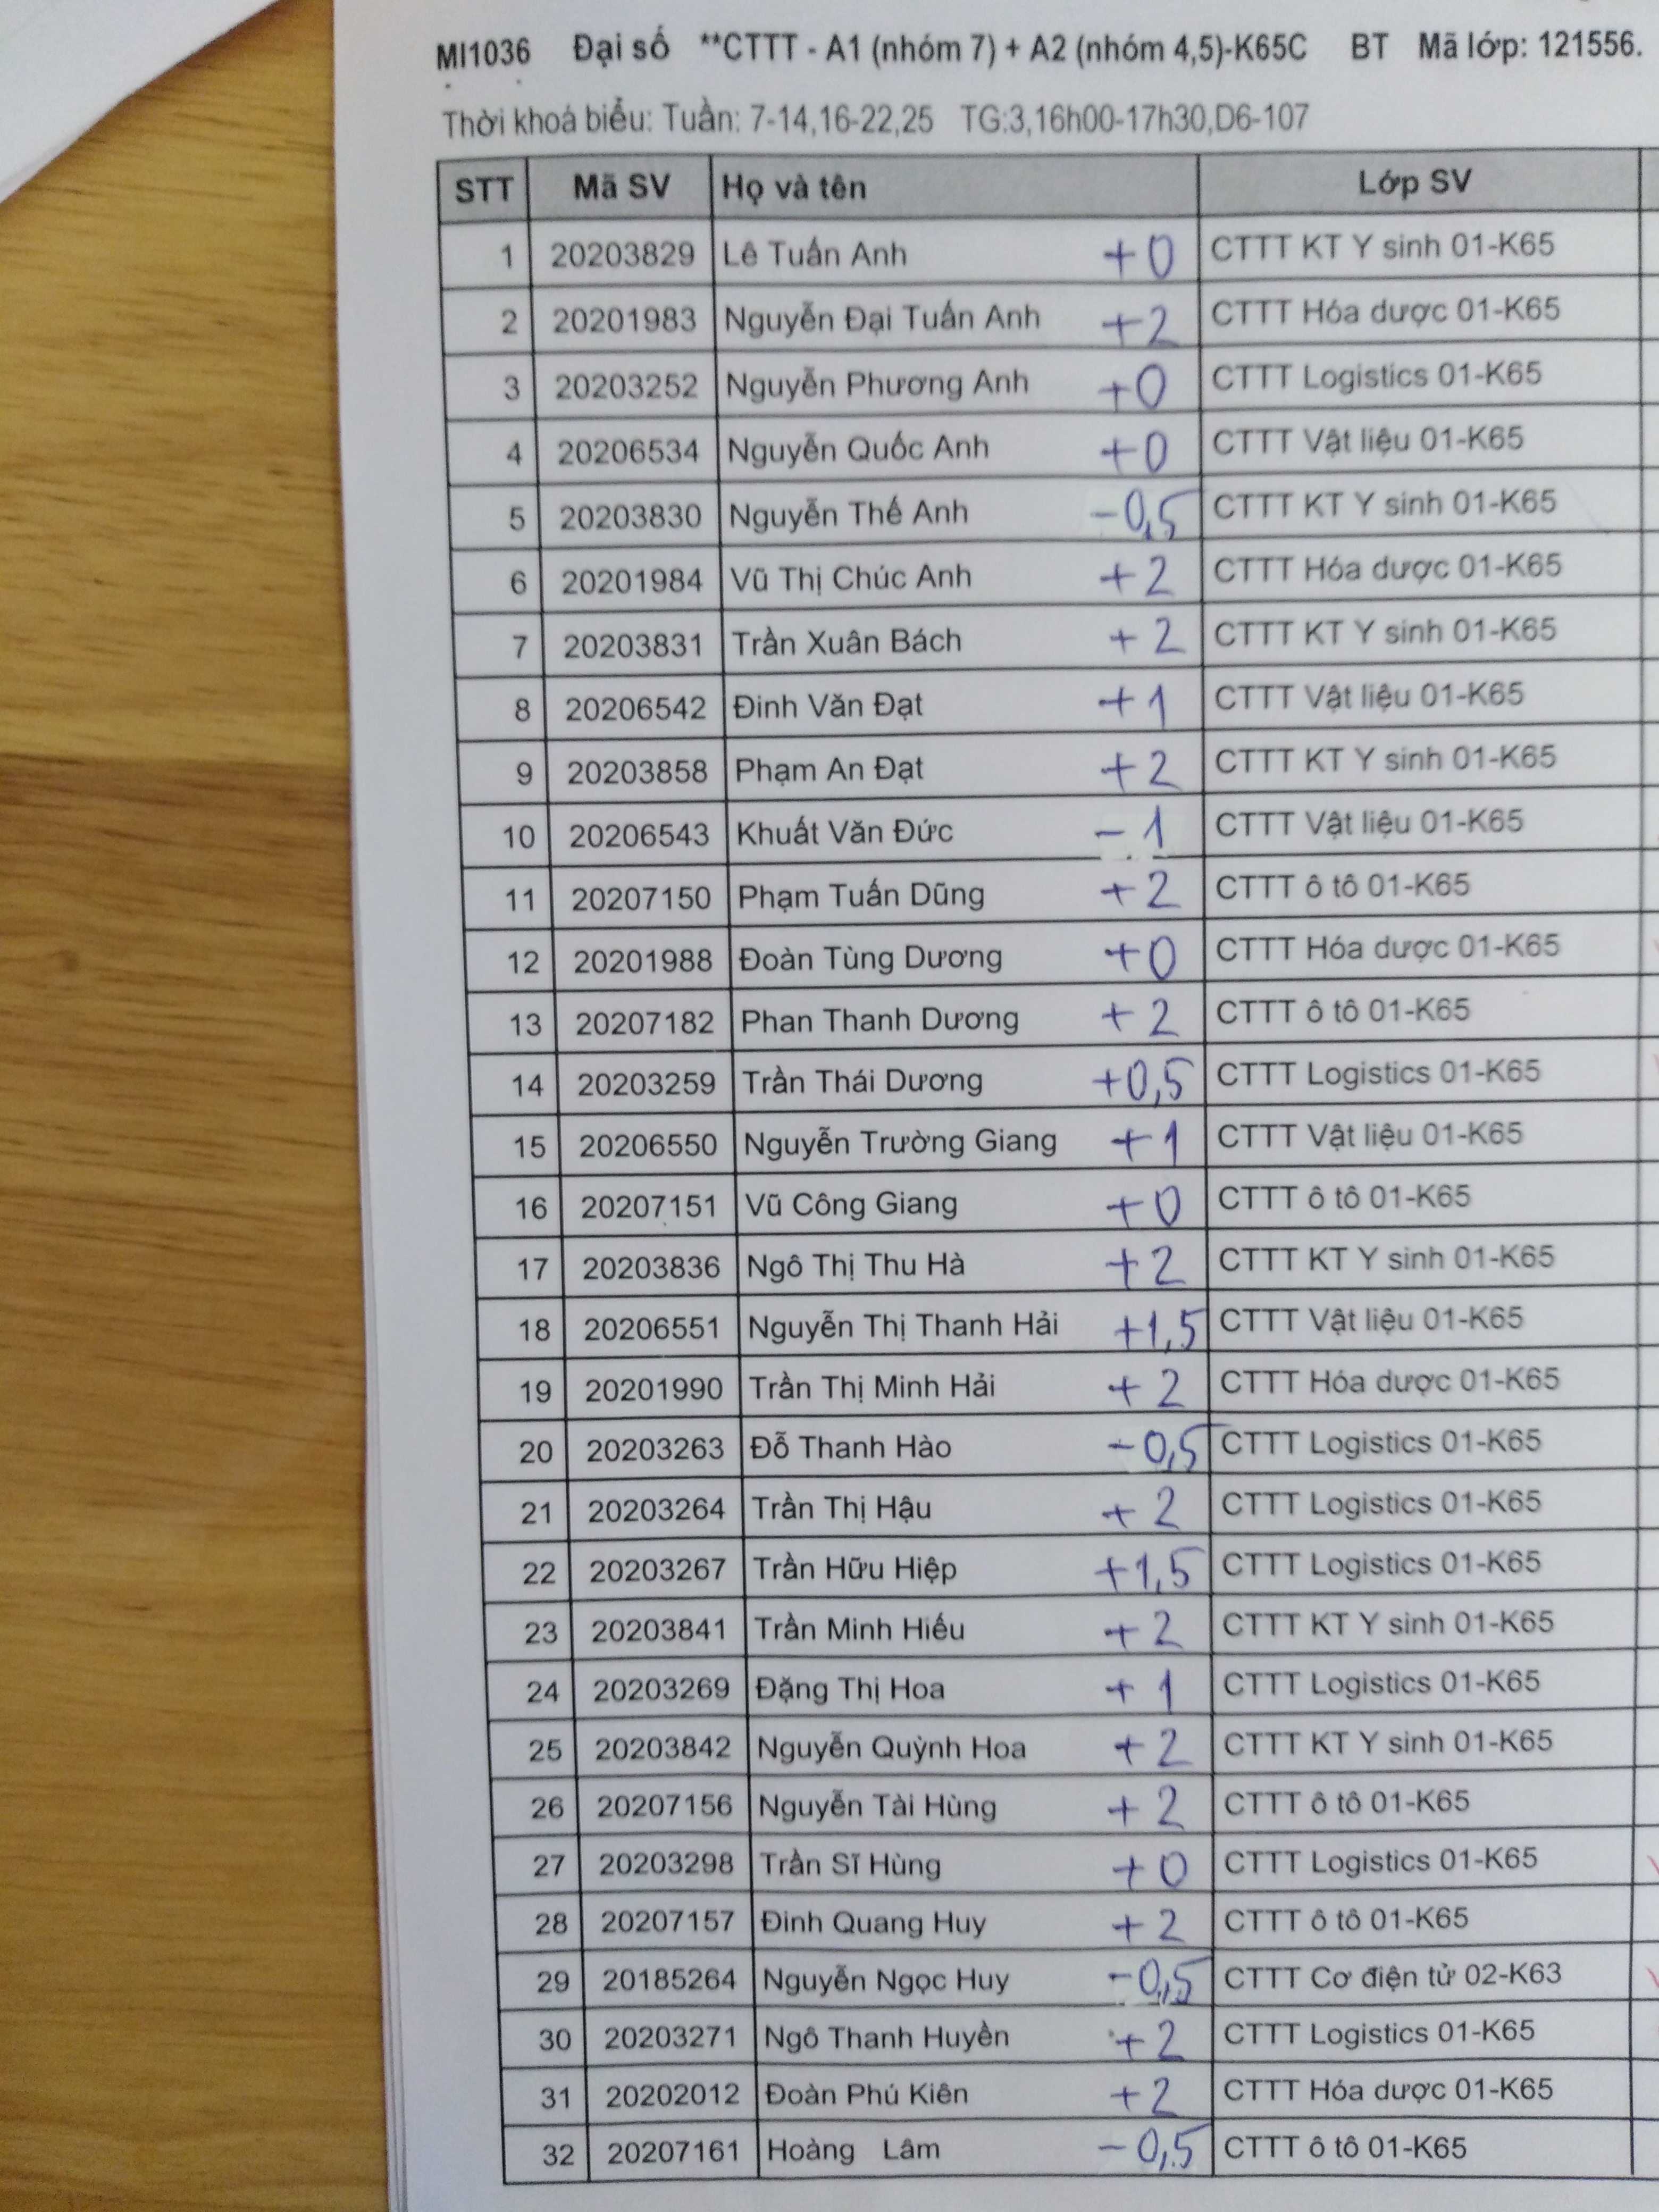 MI1036 Đại số **CTTT - A1 (nhóm 7) + A2 (nhóm 4,5)-K65C BT Mã lớp: 121556.
Thời khoá biểu: Tuần: 7-14,16-22,25 TG:3,16h00-17h30,D6-107
STT Mã SV Họ và tên Lớp SV
1 20203829 Lê Tuấn Anh +0 CTTT KT Y sinh 01-K65
2 20201983 Nguyễn Đại Tuấn Anh +2 CTTT Hóa dược 01-K65
3 20203252 Nguyễn Phương Anh +0 CTTT Logistics 01-K65
4 20206534 Nguyễn Quốc Anh +0 CTTT Vật liệu 01-K65
5 20203830 Nguyễn Thế Anh -0,5 CTTT KT Y sinh 01-K65
6 20201984 Vũ Thị Chúc Anh +2 CTTT Hóa dược 01-K65
7 20203831 Trần Xuân Bách +2 CTTT KT Y sinh 01-K65
8 20206542 Đinh Văn Đạt +1 CTTT Vật liệu 01-K65
9 20203858 Phạm An Đạt +2 CTTT KT Y sinh 01-K65
10 20206543 Khuất Văn Đức -1 CTTT Vật liệu 01-K65
11 20207150 Phạm Tuấn Dũng +2 CTTT ô tô 01-K65
12 20201988 Đoàn Tùng Dương +0 CTTT Hóa dược 01-K65
13 20207182 Phan Thanh Dương +2 CTTT ô tô 01-K65
14 20203259 Trần Thái Dương +0,5 CTTT Logistics 01-K65
15 20206550 Nguyễn Trường Giang +1 CTTT Vật liệu 01-K65
16 20207151 Vũ Công Giang +0 CTTT ô tô 01-K65
17 20203836 Ngô Thị Thu Hà +2 CTTT KT Y sinh 01-K65
18 20206551 Nguyễn Thị Thanh Hải +1,5 CTTT Vật liệu 01-K65
19 20201990 Trần Thị Minh Hải +2 CTTT Hóa dược 01-K65
20 20203263 Đỗ Thanh Hào -0,5 CTTT Logistics 01-K65
21 20203264 Trần Thị Hậu +2 CTTT Logistics 01-K65
22 20203267 Trần Hữu Hiệp +1,5 CTTT Logistics 01-K65
23 20203841 Trần Minh Hiếu +2 CTTT KT Y sinh 01-K65
24 20203269 Đặng Thị Hoa +1 CTTT Logistics 01-K65
25 20203842 Nguyễn Quỳnh Hoa +2 CTTT KT Y sinh 01-K65
26 20207156 Nguyễn Tài Hùng +2 CTTT ô tô 01-K65
27 20203298 Trần Sĩ Hùng +0 CTTT Logistics 01-K65
28 20207157 Đinh Quang Huy +2 CTTT ô tô 01-K65
29 20185264 Nguyễn Ngọc Huy -0,5 CTTT Cơ điện tử 02-K63
30 20203271 Ngô Thanh Huyền +2 CTTT Logistics 01-K65
31 20202012 Đoàn Phú Kiên +2 CTTT Hóa dược 01-K65
32 20207161 Hoàng Lâm -0,5 CTTT ô tô 01-K65